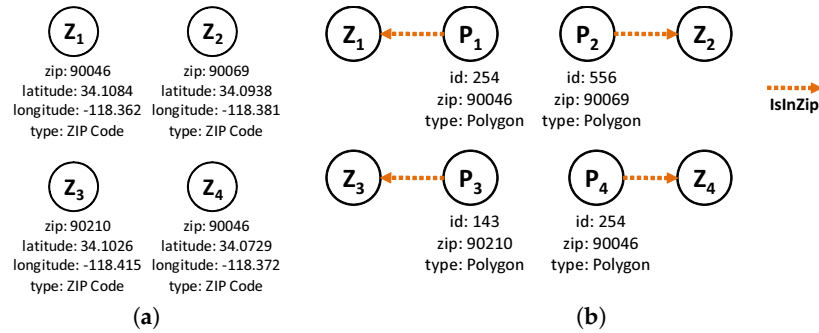 Z1
zip: 90046
latitude: 34.1084
longitude: -118.362
type: ZIP Code
Z2
zip: 90069
latitude: 34.0938
longitude: -118.381
type: ZIP Code
Z3
zip: 90210
latitude: 34.1026
longitude: -118.415
type: ZIP Code
Z4
zip: 90046
latitude: 34.0729
longitude: -118.372
type: ZIP Code
(a)
Z1
P1
id: 254
zip: 90046
type: Polygon
P2
id: 556
zip: 90069
type: Polygon
Z2
Z3
P3
id: 143
zip: 90210
type: Polygon
P4
id: 254
zip: 90046
type: Polygon
Z4
IsInZip
(b)